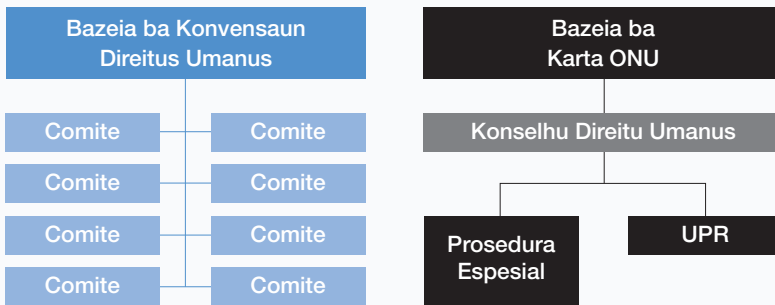 Bazeia ba Konvensaun
Direitus Umanus
Comite
Comite
Comite
Comite
Comite
Comite
Comite
Comite
Bazeia ba
Karta ONU
Konselhu Direitu Umanus
Prosedura
Espesial
UPR